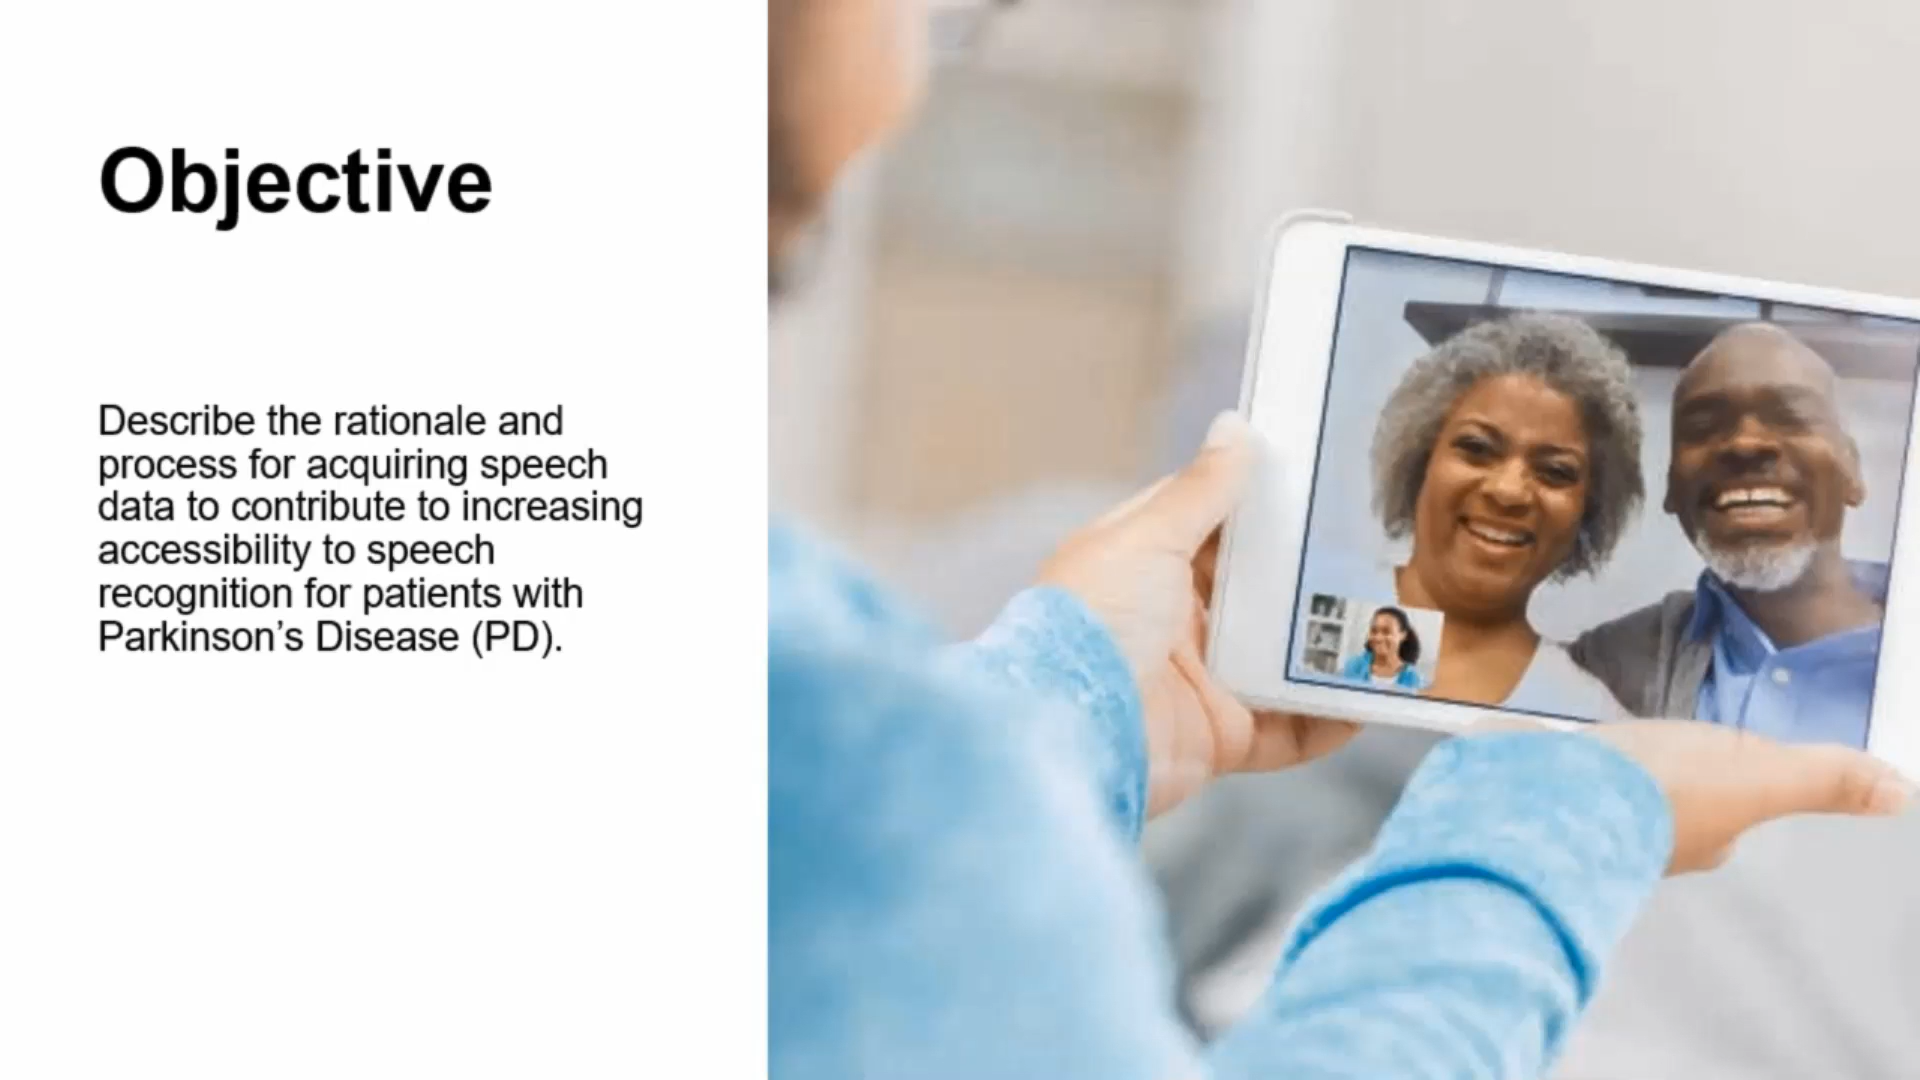 Objective
Describe the rationale and
process for acquiring speech
data to contribute to increasing
accessibility to speech
recognition for patients with
Parkinson’s Disease (PD).